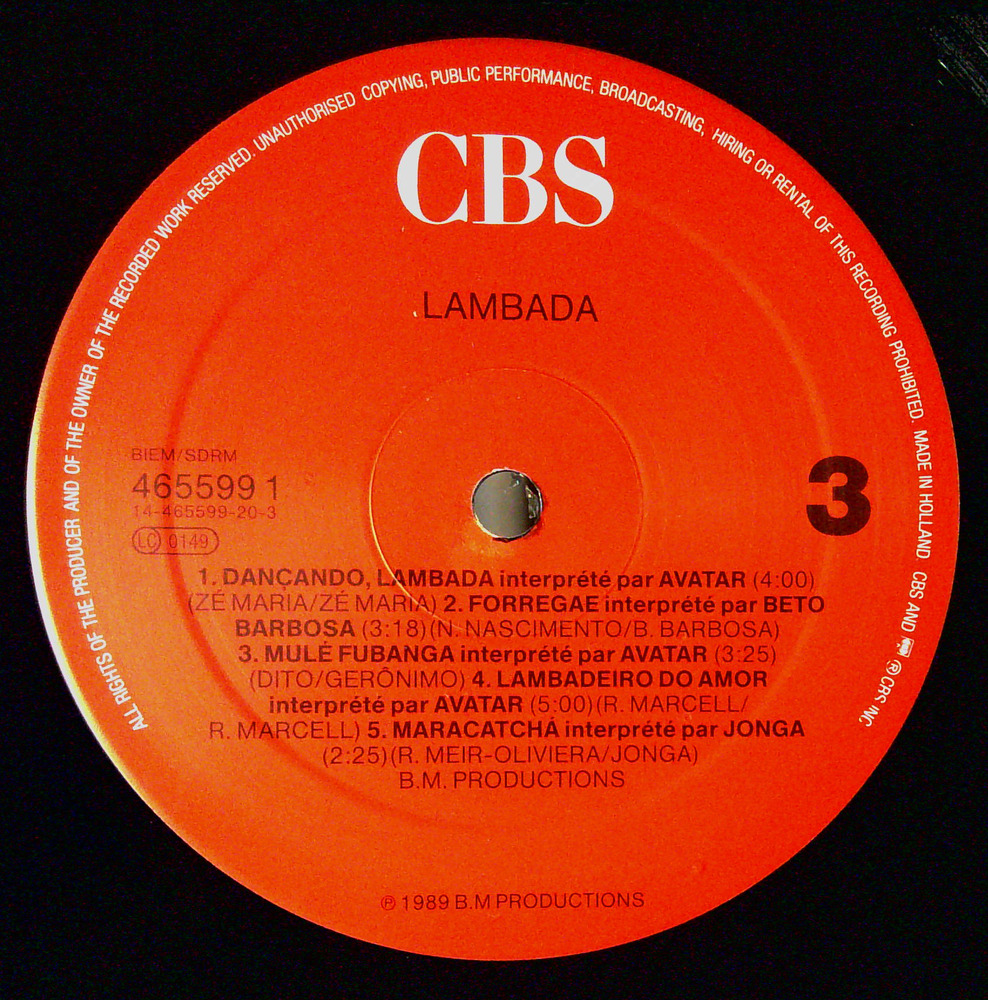 ALL RIGHTS OF THE PRODUCER AND OF THE OWNER OF THE RECORDED WORK RESERVED. UNAUTHORISED COPYING, PUBLIC PERFORMANCE, BROADCASTING, HIRING OR RENTAL OF THIS RECORDING PROHIBITED. MADE IN HOLLAND CBS AND ℗ CBS INC
CBS
LAMBADA
BIEM/SDRM
465599 1
14-465599-20-3
LC 0149
3
1. DANÇANDO, LAMBADA interprété par AVATAR (4:00)
(ZÉ MARIA/ZÉ MARIA) 2. FORREGAE interprété par BETO
BARBOSA (3:18)(N. NASCIMENTO/B. BARBOSA)
3. MULÉ FUBANGA interprété par AVATAR (3:25)
(DITO/GERÔNIMO) 4. LAMBADEIRO DO AMOR
interprété par AVATAR (5:00)(R. MARCELL/
R. MARCELL) 5. MARACATCHÁ interprété par JONGA
(2:25)(R. MEIR-OLIVIERA/JONGA)
B.M. PRODUCTIONS
℗ 1989 B.M PRODUCTIONS